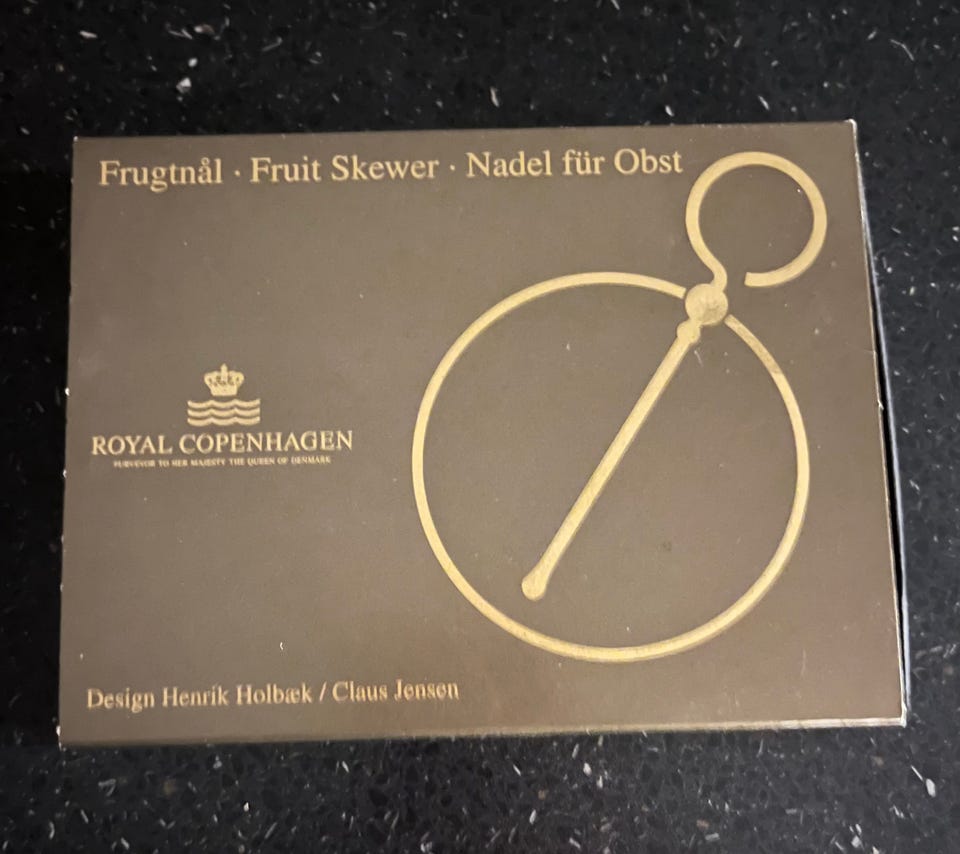 Frugtnål · Fruit Skewer · Nadel für Obst
ROYAL COPENHAGEN
PURVEYOR TO HER MAJESTY THE QUEEN OF DENMARK
Design Henrik Holbæk / Claus Jensen